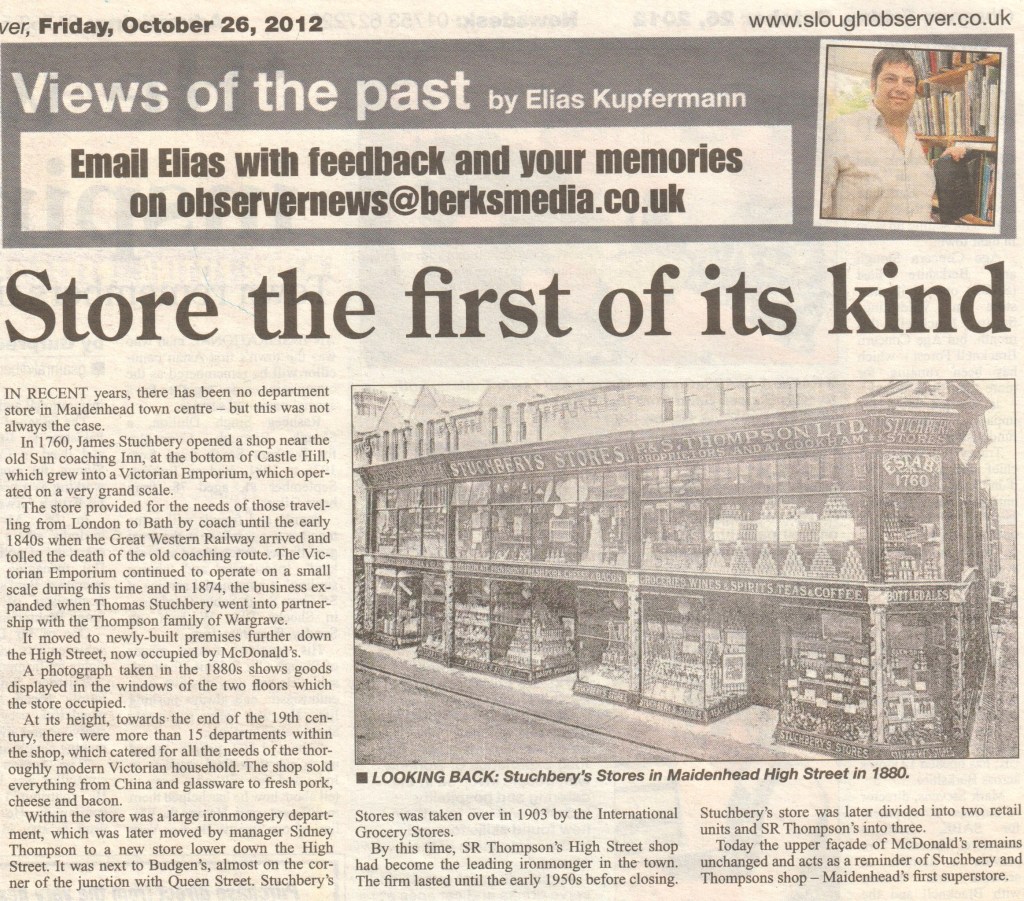 ver, Friday, October 26, 2012
www.sloughobserver.co.uk
Views of the past by Elias Kupfermann
Email Elias with feedback and your memories
on observernews@berksmedia.co.uk
Store the first of its kind
IN RECENT years, there has been no department
store in Maidenhead town centre – but this was not
always the case.
In 1760, James Stuchbery opened a shop near the
old Sun coaching Inn, at the bottom of Castle Hill,
which grew into a Victorian Emporium, which oper-
ated on a very grand scale.
The store provided for the needs of those travel-
ling from London to Bath by coach until the early
1840s when the Great Western Railway arrived and
tolled the death of the old coaching route. The Vic-
torian Emporium continued to operate on a small
scale during this time and in 1874, the business ex-
panded when Thomas Stuchbery went into partner-
ship with the Thompson family of Wargrave.
It moved to newly-built premises further down
the High Street, now occupied by McDonald's.
A photograph taken in the 1880s shows goods
displayed in the windows of the two floors which
the store occupied.
At its height, towards the end of the 19th cen-
tury, there were more than 15 departments within
the shop, which catered for all the needs of the thor-
oughly modern Victorian household. The shop sold
everything from China and glassware to fresh pork,
cheese and bacon.
Within the store was a large ironmongery depart-
ment, which was later moved by manager Sidney
Thompson to a new store lower down the High
Street. It was next to Budgen's, almost on the cor-
ner of the junction with Queen Street. Stuchbery's
STUCHBERYS STORES
R & S. THOMPSON LTD.
PROPRIETORS AND AT COOKHAM
STUCHBERY
STORES
ESTAB
1760
GROCERIES WINES & SPIRITS TEAS & COFFEE
BOTTLED ALES
STUCHBERY'S STORES
STUCHBERY'S STORES
■ LOOKING BACK: Stuchbery's Stores in Maidenhead High Street in 1880.
Stores was taken over in 1903 by the International
Grocery Stores.
By this time, SR Thompson's High Street shop
had become the leading ironmonger in the town.
The firm lasted until the early 1950s before closing.
Stuchbery's store was later divided into two retail
units and SR Thompson's into three.
Today the upper façade of McDonald's remains
unchanged and acts as a reminder of Stuchbery and
Thompsons shop – Maidenhead's first superstore.